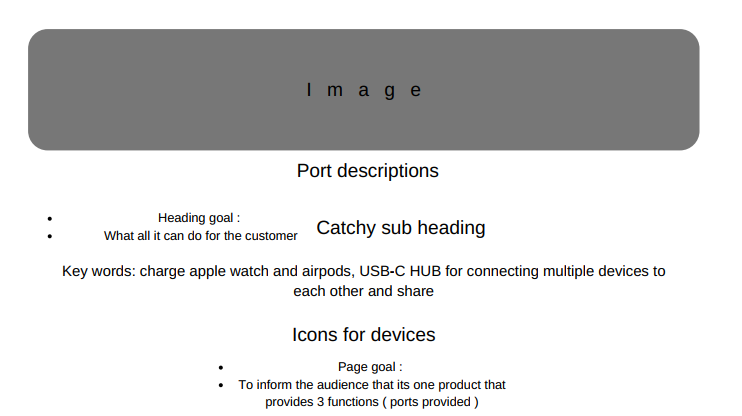 I m a g e
Port descriptions
• Heading goal :
• What all it can do for the customer
Catchy sub heading
Key words: charge apple watch and airpods, USB-C HUB for connecting multiple devices to
each other and share
Icons for devices
• Page goal :
• To inform the audience that its one product that
provides 3 functions ( ports provided )